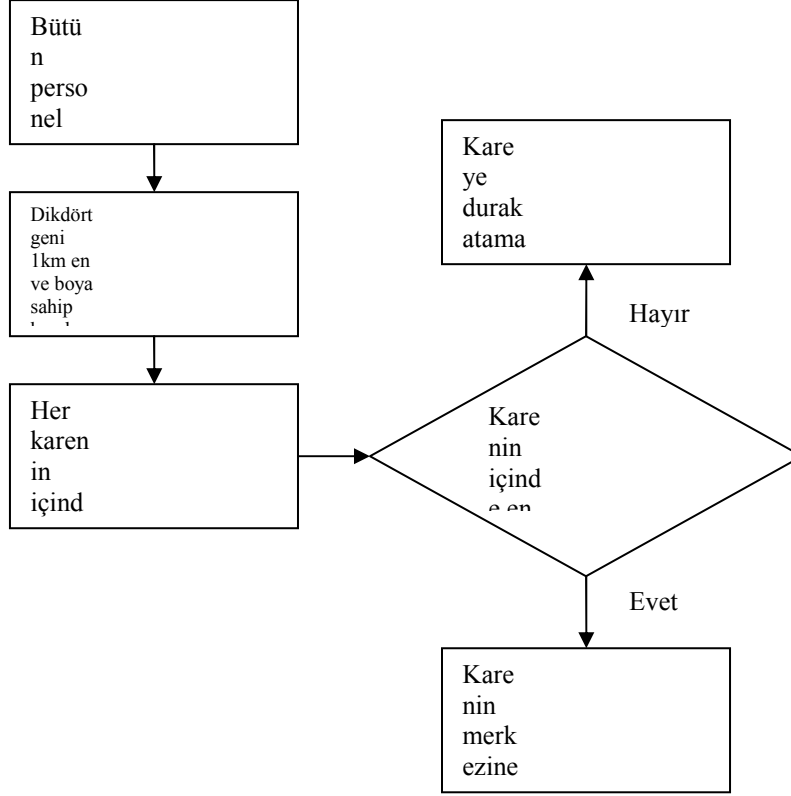 Bütü
n
perso
nel
Dikdört
geni
1km en
ve boya
sahip
Her
karen
in
içind
Kare
ye
durak
atama
Hayır
Kare
nin
içind
e en
Evet
Kare
nin
merk
ezine